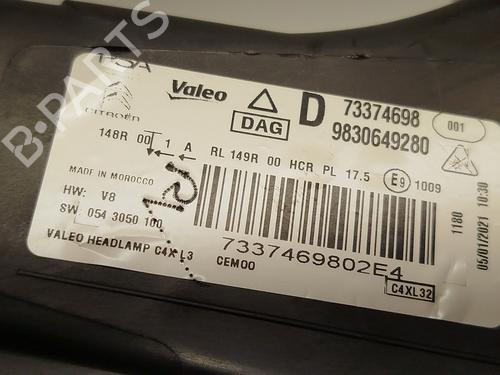 PSA
CITROËN
Valeo
DAG
D
73374698
9830649280
001
148R 00 1 A
RL 149R 00 HCR PL 17.5
E9 1009
MADE IN MOROCCO
HW: V8
SW: 054 3050 100
VALEO HEADLAMP C4X L3
7337469802E4
CEM00
C4XL32
1180
05/01/2021 10:30
B-PARTS